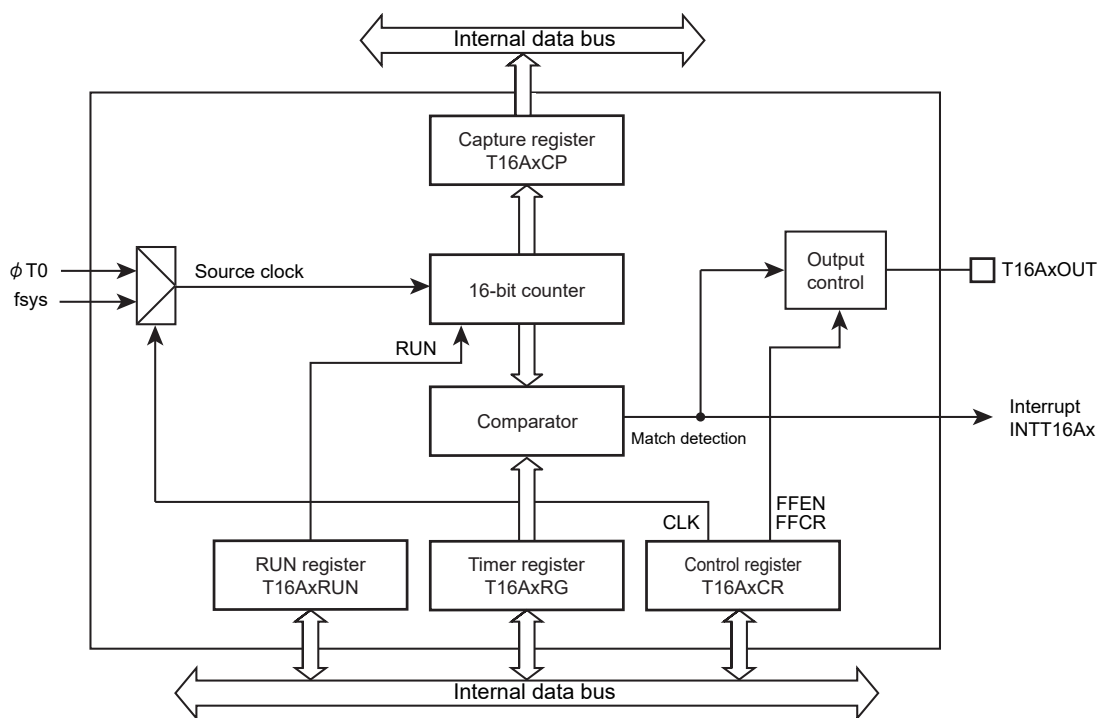 Internal data bus
Capture register
T16AxCP
ϕ T0
fsys
Source clock
16-bit counter
Output
control
T16AxOUT
RUN
Comparator
Match detection
Interrupt
INTT16Ax
CLK
FFEN
FFCR
RUN register
T16AxRUN
Timer register
T16AxRG
Control register
T16AxCR
Internal data bus